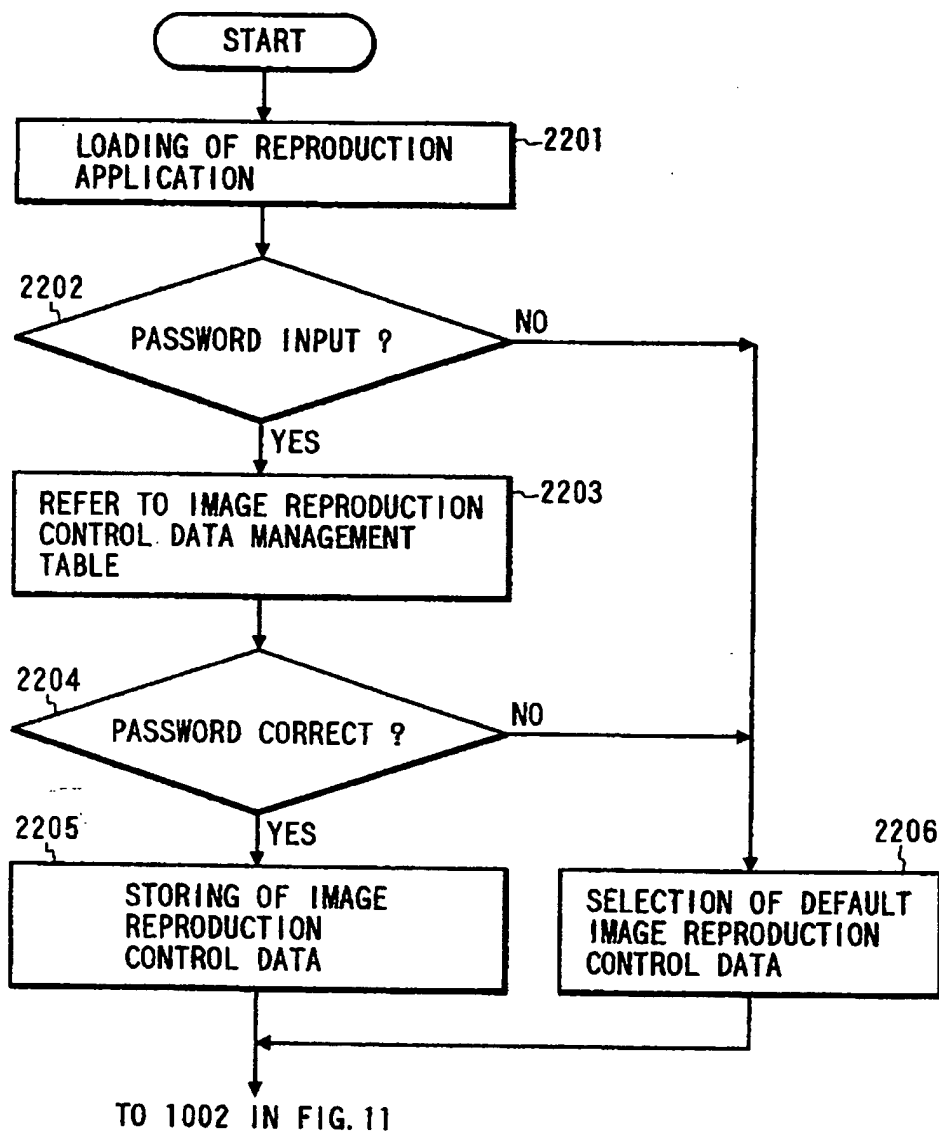 START
LOADING OF REPRODUCTION
APPLICATION
2201
2202
PASSWORD INPUT ?
NO
YES
REFER TO IMAGE REPRODUCTION
CONTROL DATA MANAGEMENT
TABLE
2203
2204
PASSWORD CORRECT ?
NO
YES
2205
STORING OF IMAGE
REPRODUCTION
CONTROL DATA
2206
SELECTION OF DEFAULT
IMAGE REPRODUCTION
CONTROL DATA
TO 1002 IN FIG. 11